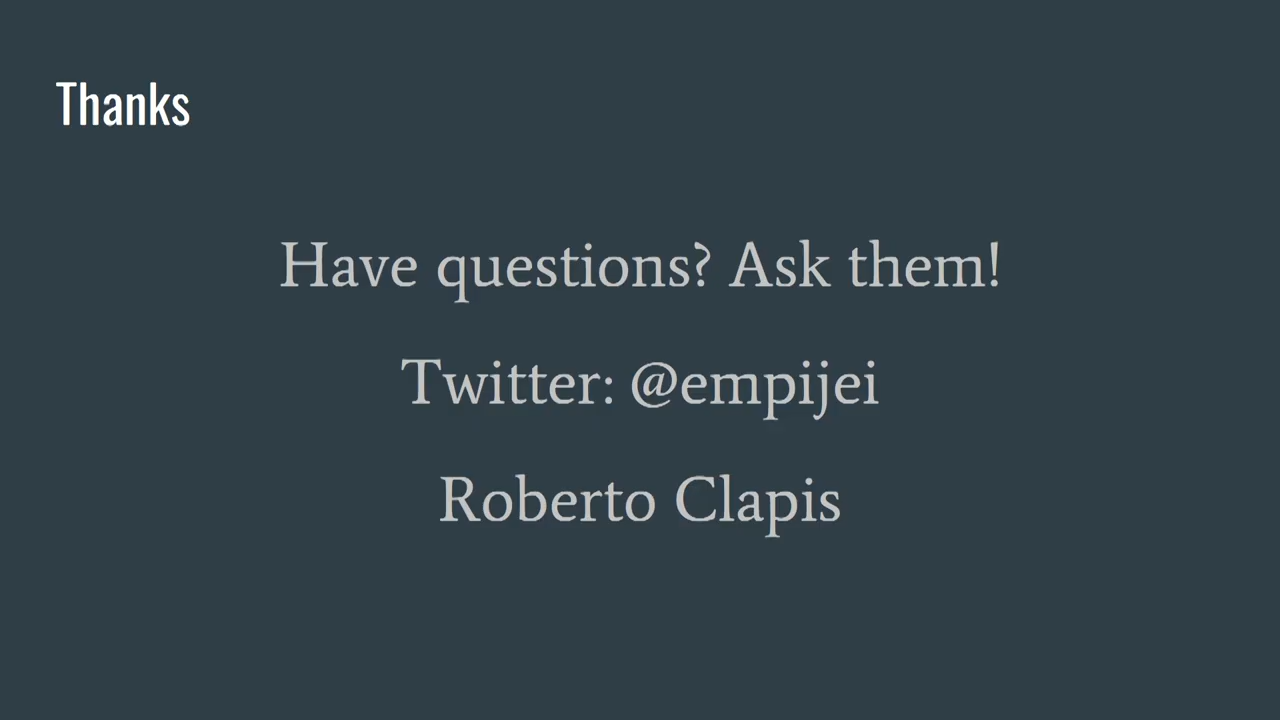 Thanks
Have questions? Ask them!
Twitter: @empijei
Roberto Clapis